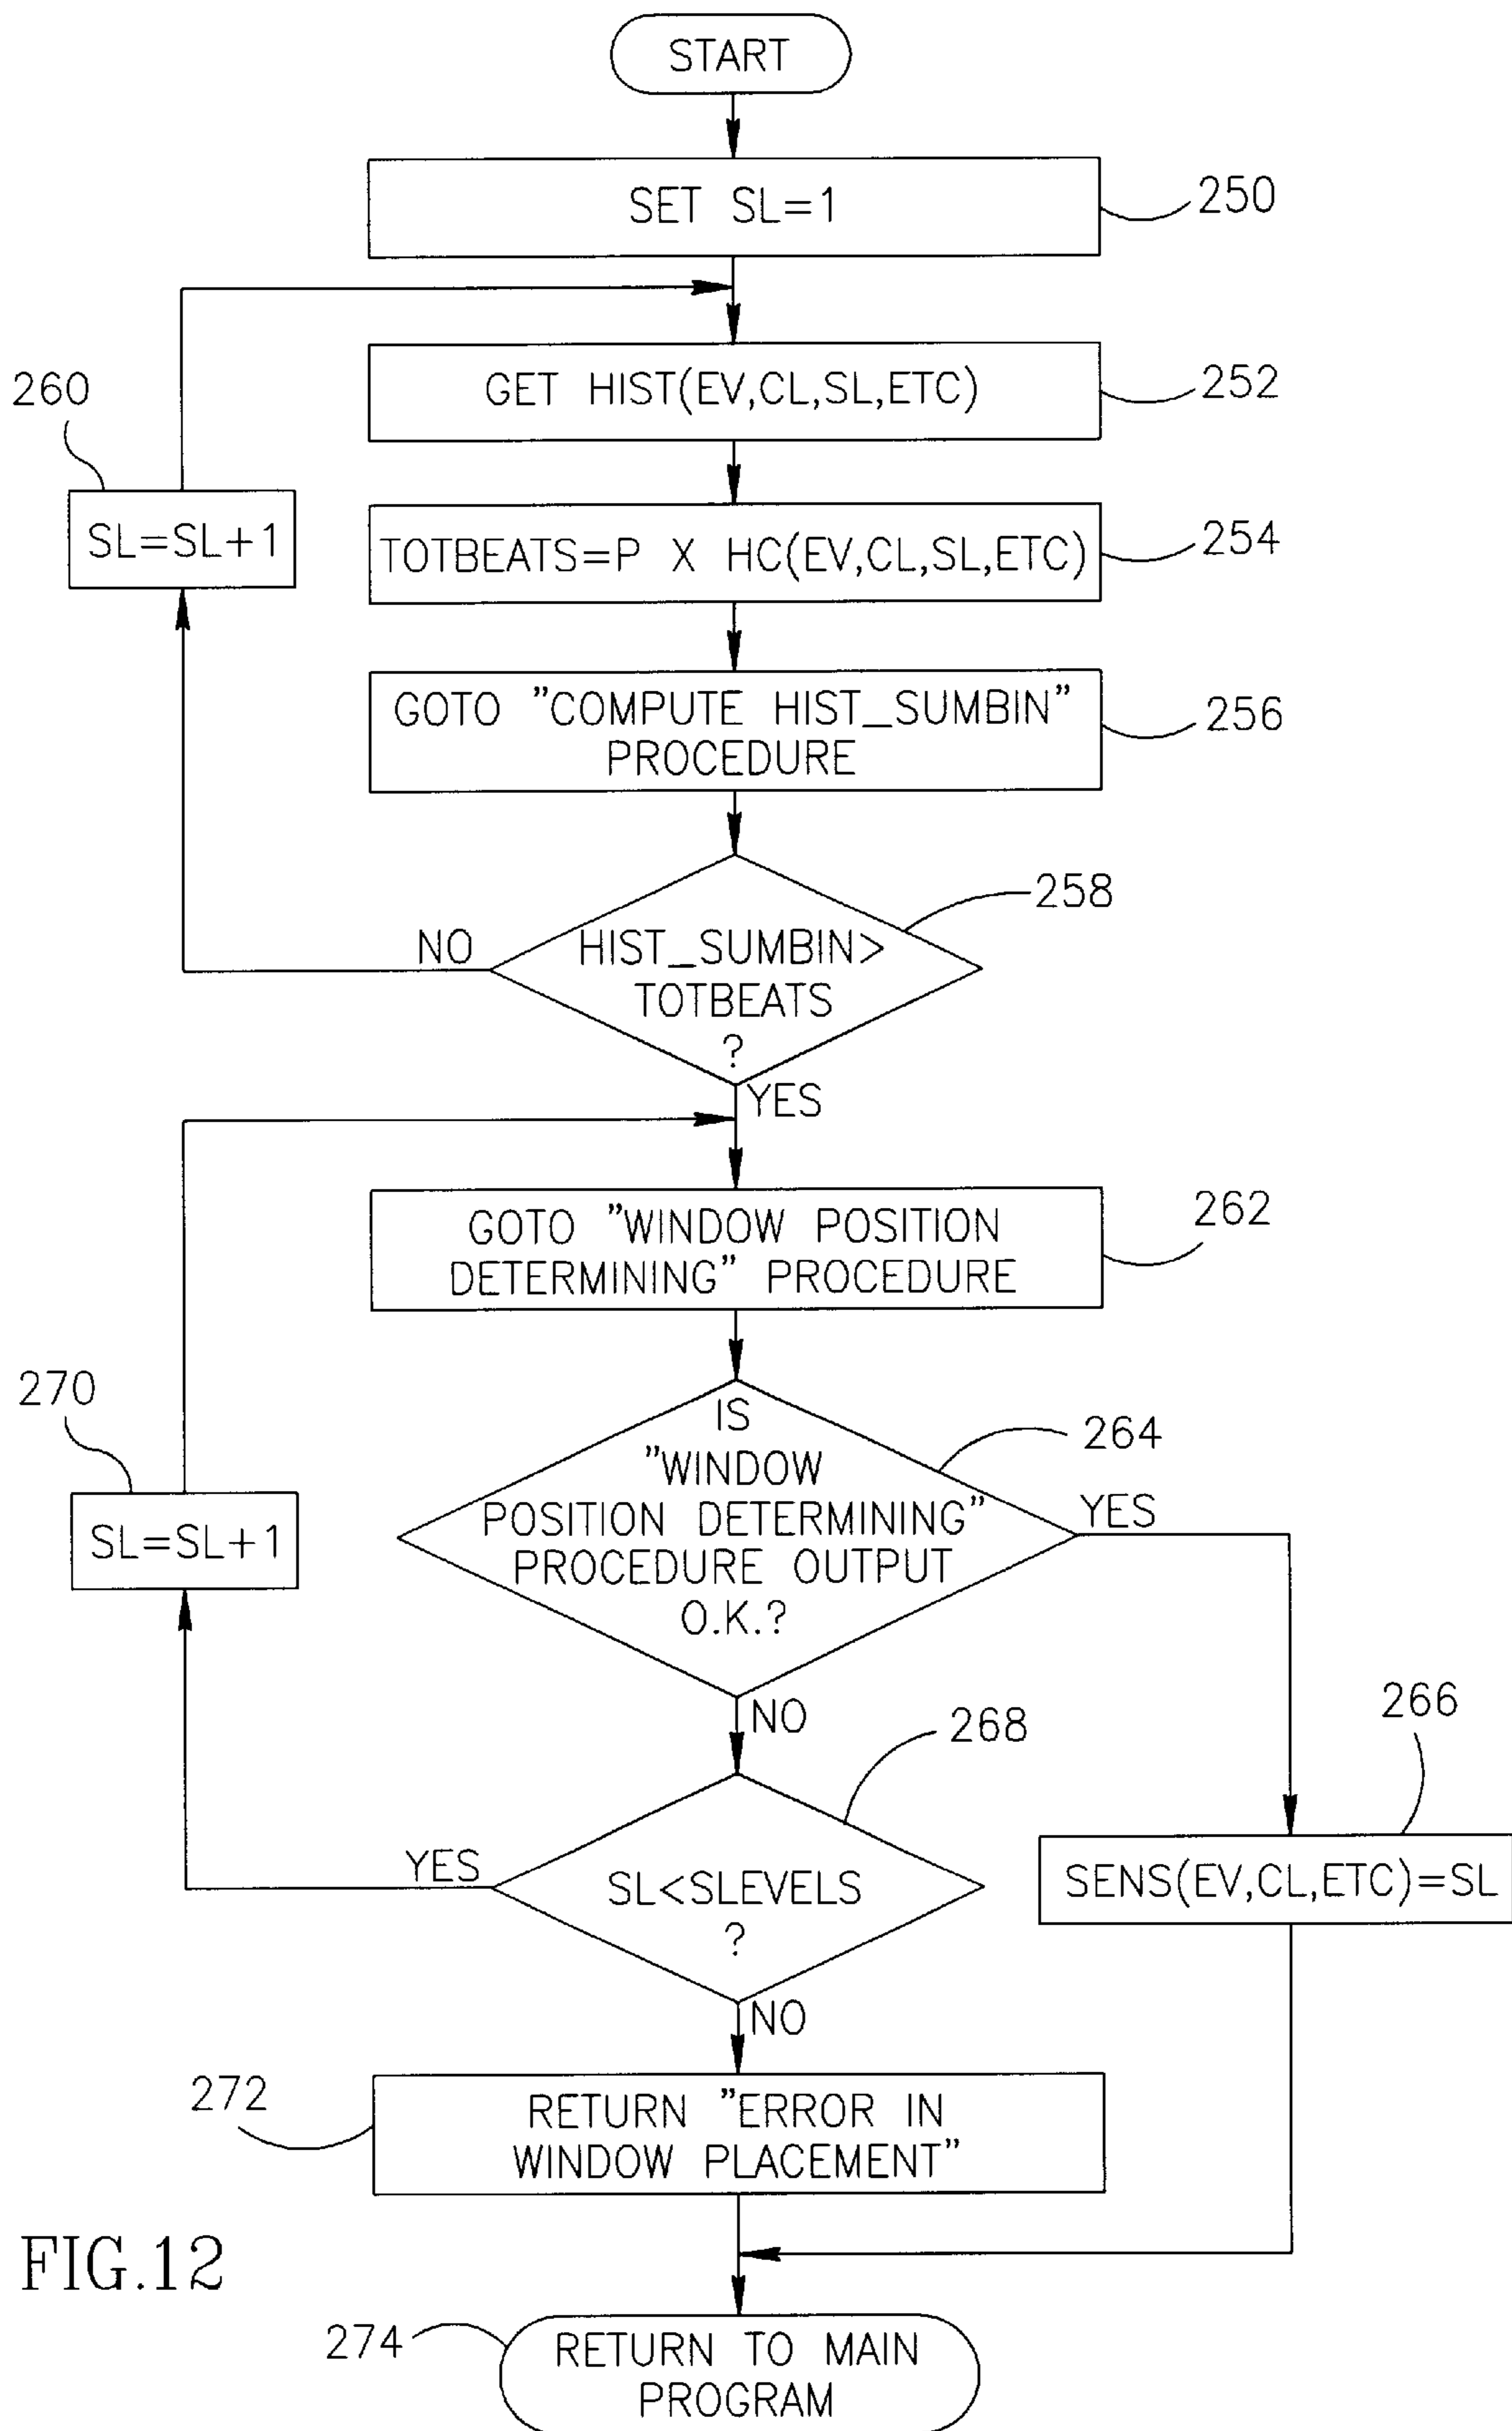 START
SET SL=1
250
GET HIST(EV,CL,SL,ETC)
252
260
SL=SL+1
TOTBEATS=P X HC(EV,CL,SL,ETC)
254
GOTO "COMPUTE HIST_SUMBIN"
PROCEDURE
256
258
NO
HIST_SUMBIN>
TOTBEATS
?
YES
GOTO "WINDOW POSITION
DETERMINING" PROCEDURE
262
270
SL=SL+1
IS
"WINDOW
POSITION DETERMINING"
PROCEDURE OUTPUT
O.K.?
264
YES
NO
268
266
YES
SL<SLEVELS
?
SENS(EV,CL,ETC)=SL
NO
272
RETURN "ERROR IN
WINDOW PLACEMENT"
FIG.12
274
RETURN TO MAIN
PROGRAM